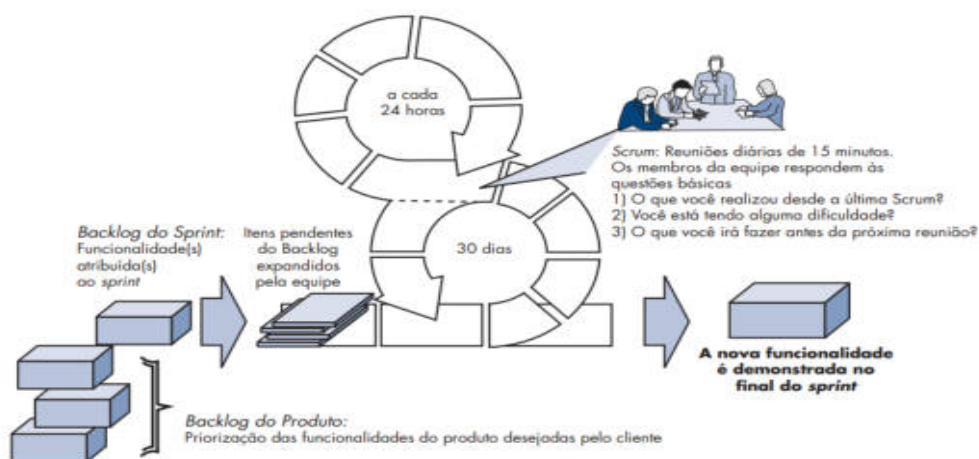 a cada
24 horas
Scrum: Reuniões diárias de 15 minutos.
Os membros da equipe respondem às
questões básicas
1) O que você realizou desde a última Scrum?
2) Você está tendo alguma dificuldade?
3) O que você irá fazer antes da próxima reunião?
Backlog do Sprint:
Funcionalidade(s)
atribuída(s)
ao sprint
Itens pendentes
do Backlog
expandidos
pela equipe
30 dias
A nova funcionalidade
é demonstrada no
final do sprint
Backlog do Produto:
Priorização das funcionalidades do produto desejadas pelo cliente